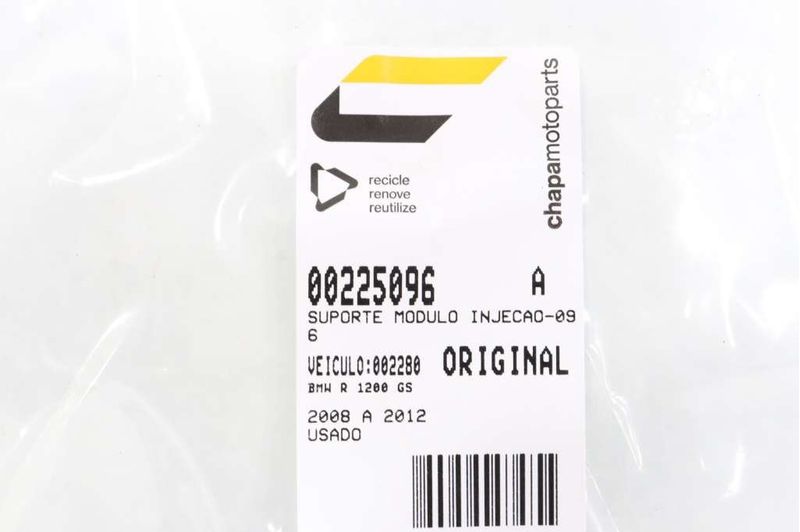 chapamotoparts
recicle
renove
reutilize
00225096 A
SUPORTE MODULO INJECAO-09
6
VEICULO:002280 ORIGINAL
BMW R 1200 GS
2008 A 2012
USADO